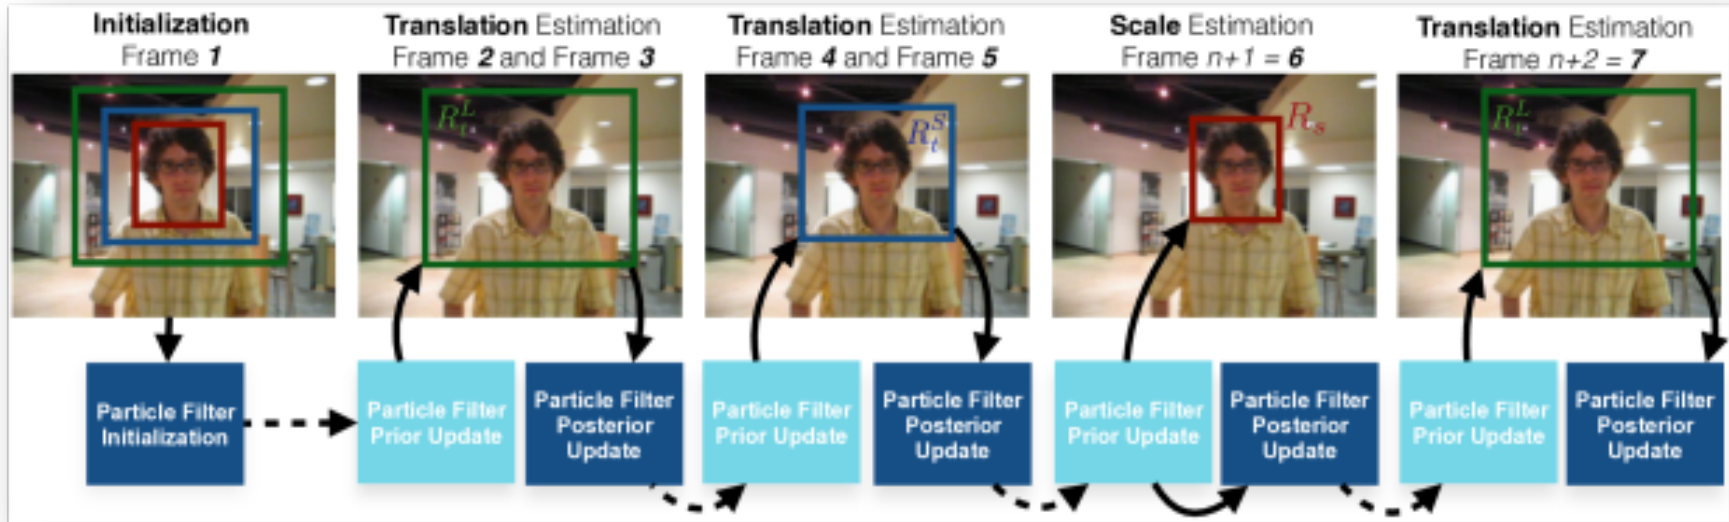 Initialization
Frame 1
Translation Estimation
Frame 2 and Frame 3
Translation Estimation
Frame 4 and Frame 5
Scale Estimation
Frame n+1 = 6
Translation Estimation
Frame n+2 = 7
R_t^L
R_t^S
R_s
R_t^L
Particle Filter
Initialization
Particle Filter
Prior Update
Particle Filter
Posterior
Update
Particle Filter
Prior Update
Particle Filter
Posterior
Update
Particle Filter
Prior Update
Particle Filter
Posterior
Update
Particle Filter
Prior Update
Particle Filter
Posterior
Update